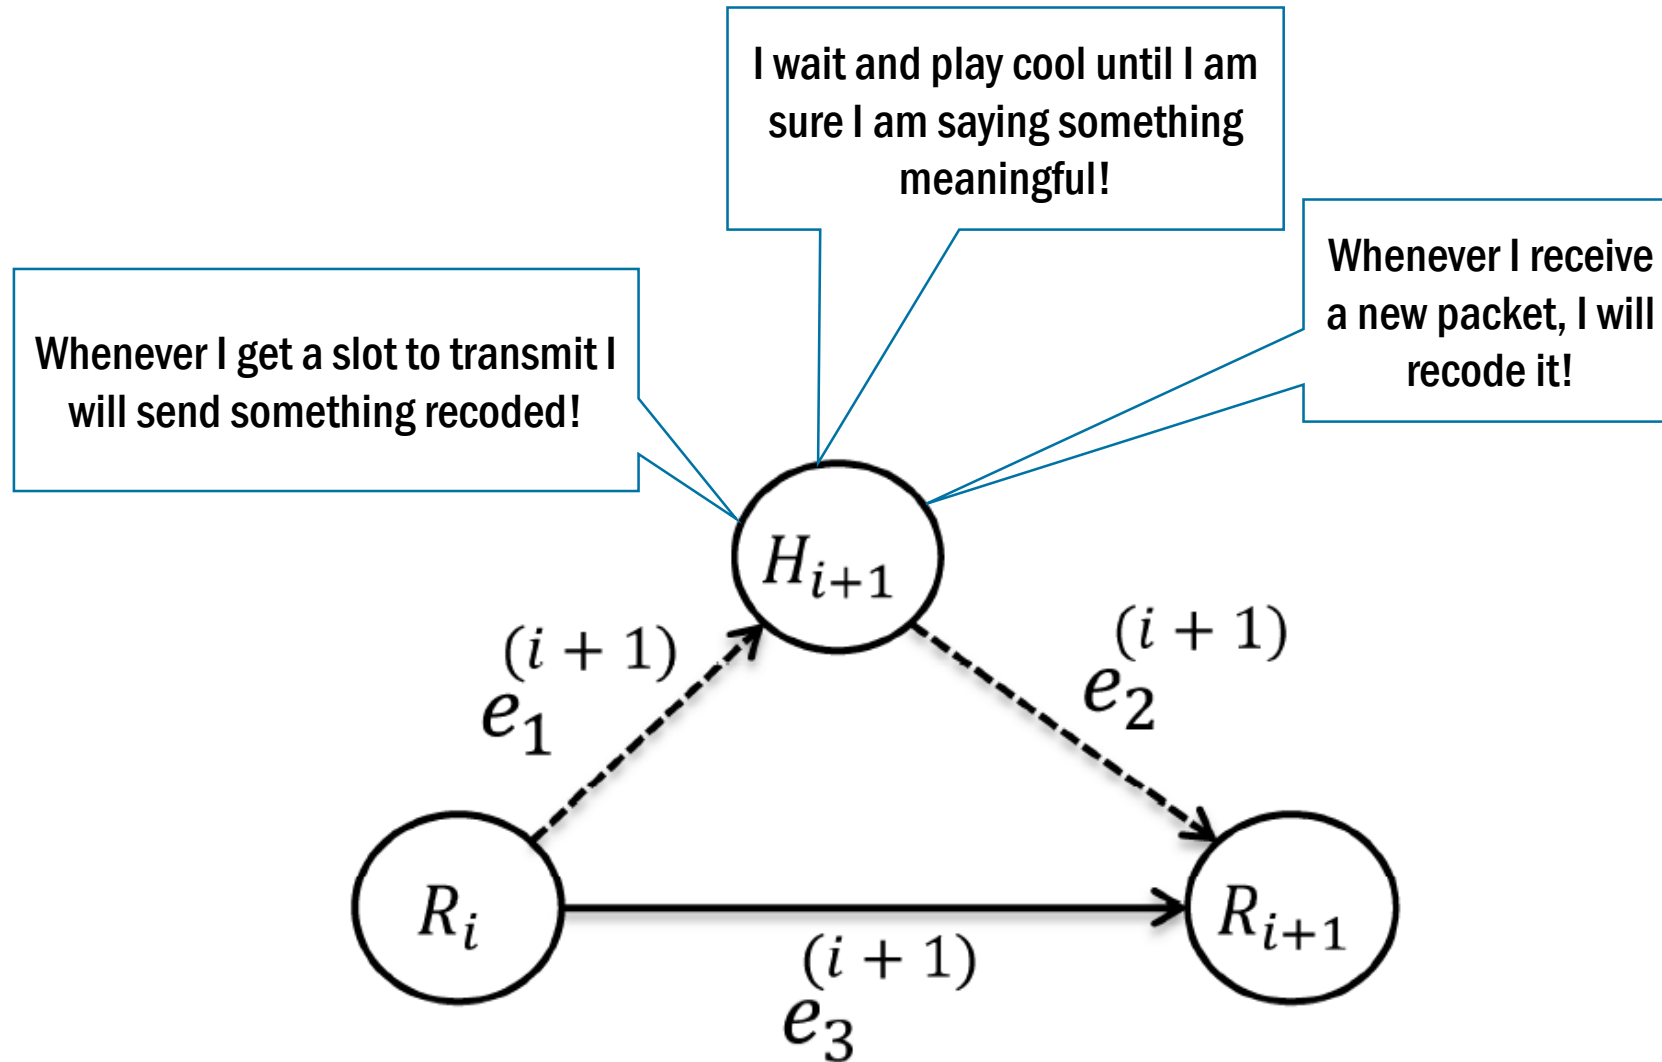 I wait and play cool until I am
sure I am saying something
meaningful!
Whenever I receive
a new packet, I will
recode it!
Whenever I get a slot to transmit I
will send something recoded!
H_{i+1}
e_1^{(i + 1)}
e_2^{(i + 1)}
R_i
R_{i+1}
e_3^{(i + 1)}